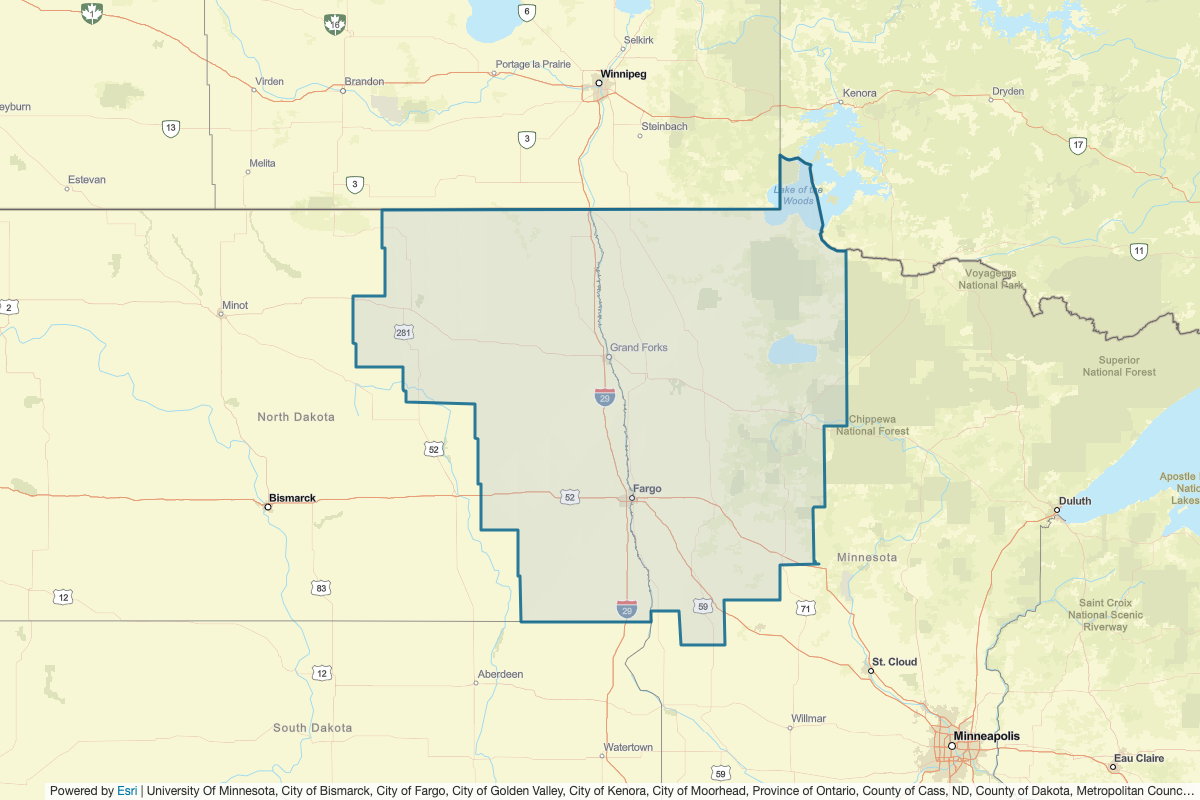 1
16
6
Selkirk
Winnipeg
Portage la Prairie
Virden
Brandon
Kenora
Dryden
eyburn
13
3
Steinbach
17
Melita
Estevan
3
Lake of the
Woods
11
Voyageurs
National Park
2
Minot
281
Grand Forks
Superior
National Forest
29
North Dakota
Chippewa
National Forest
52
Apostle
Natio
Lakes
Bismarck
52
Fargo
Duluth
Minnesota
83
12
29
59
71
Saint Croix
National Scenic
Riverway
12
Aberdeen
St. Cloud
South Dakota
Willmar
Minneapolis
Watertown
59
Eau Claire
Powered by Esri | University Of Minnesota, City of Bismarck, City of Fargo, City of Golden Valley, City of Kenora, City of Moorhead, Province of Ontario, County of Cass, ND, County of Dakota, Metropolitan Counc…